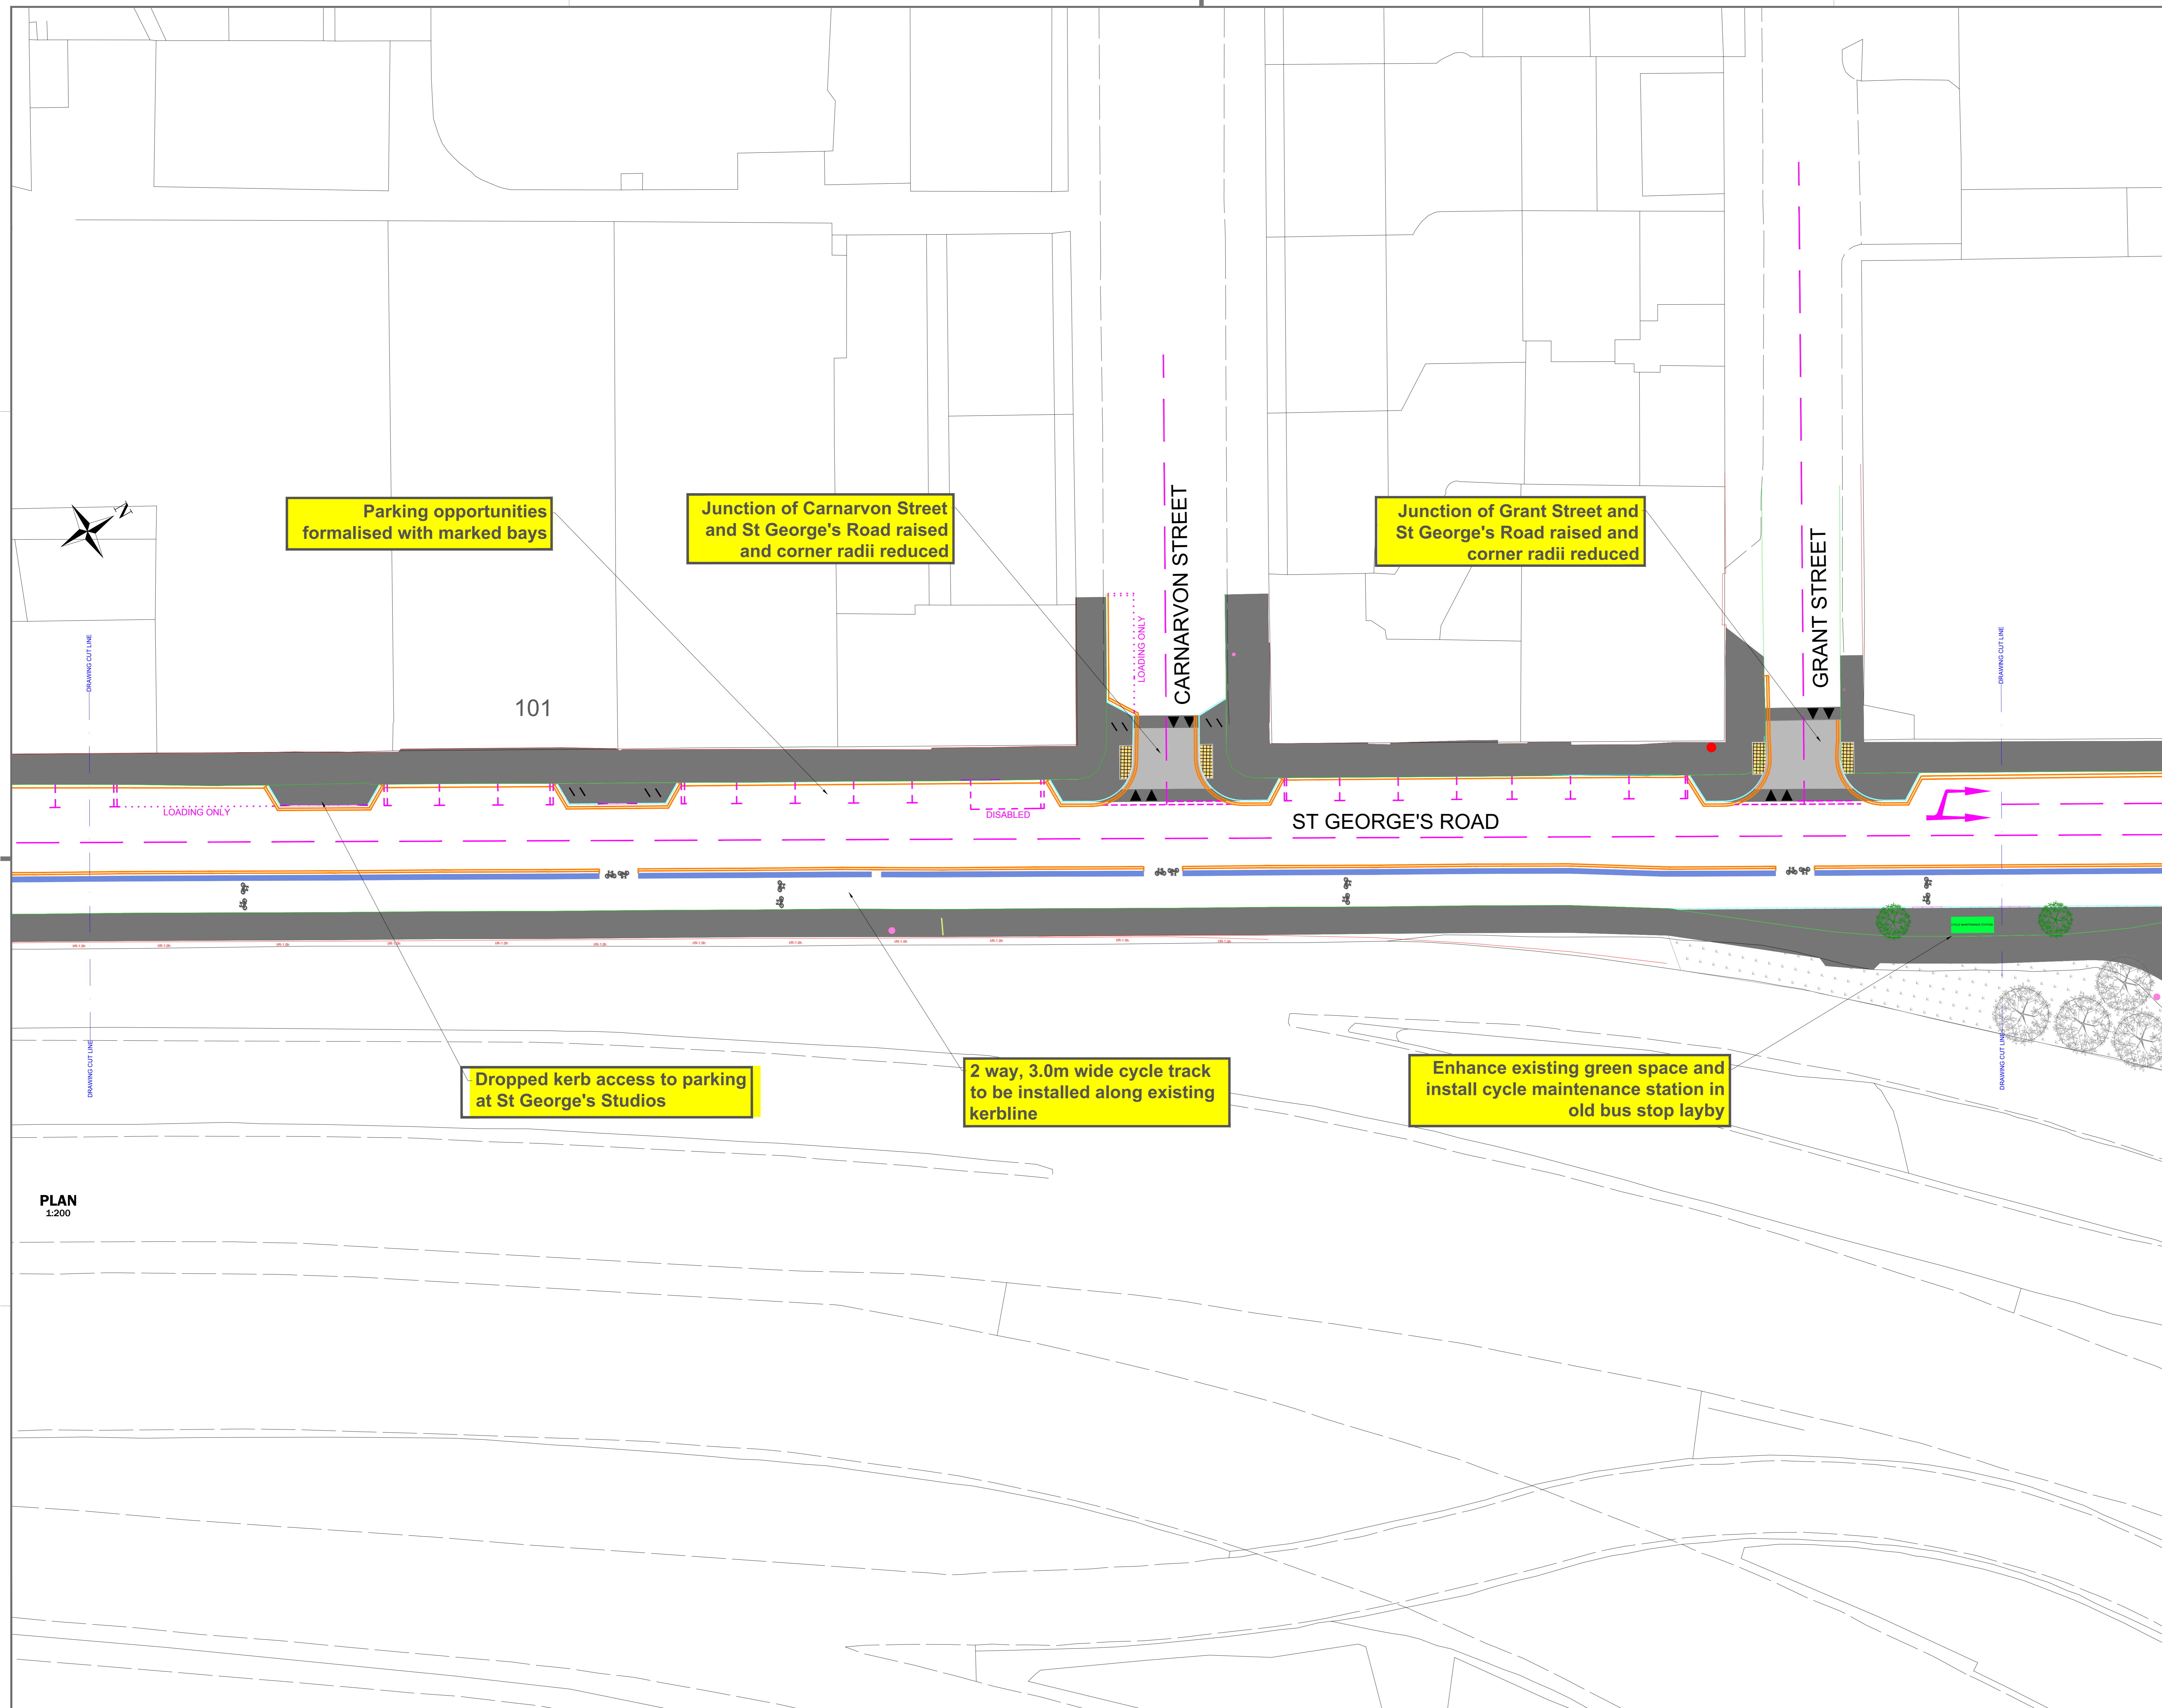 N
Parking opportunities
formalised with marked bays
Junction of Carnarvon Street
and St George's Road raised
and corner radii reduced
Junction of Grant Street and
St George's Road raised and
corner radii reduced
CARNARVON STREET
GRANT STREET
LOADING ONLY
DRAWING CUT LINE
DRAWING CUT LINE
101
LOADING ONLY
DISABLED
ST GEORGE'S ROAD
DRAWING CUT LINE
DRAWING CUT LINE
Dropped kerb access to parking
at St George's Studios
2 way, 3.0m wide cycle track
to be installed along existing
kerbline
Enhance existing green space and
install cycle maintenance station in
old bus stop layby
PLAN
1:200